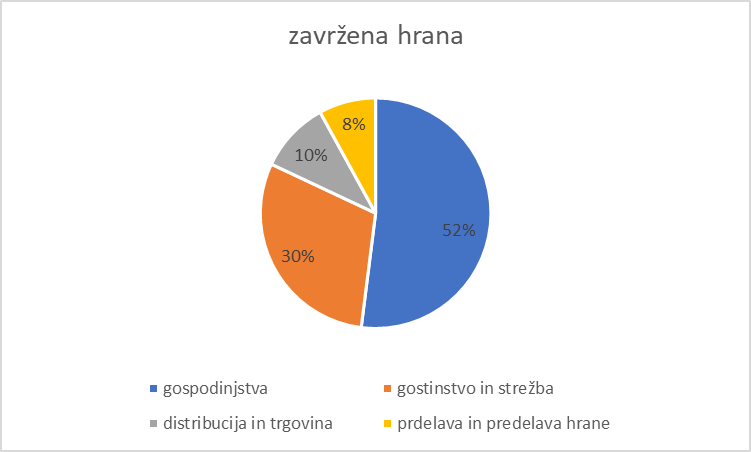 zavržena hrana
8%
10%
52%
30%
gospodinjstva
gostinstvo in strežba
distribucija in trgovina
prdelava in predelava hrane